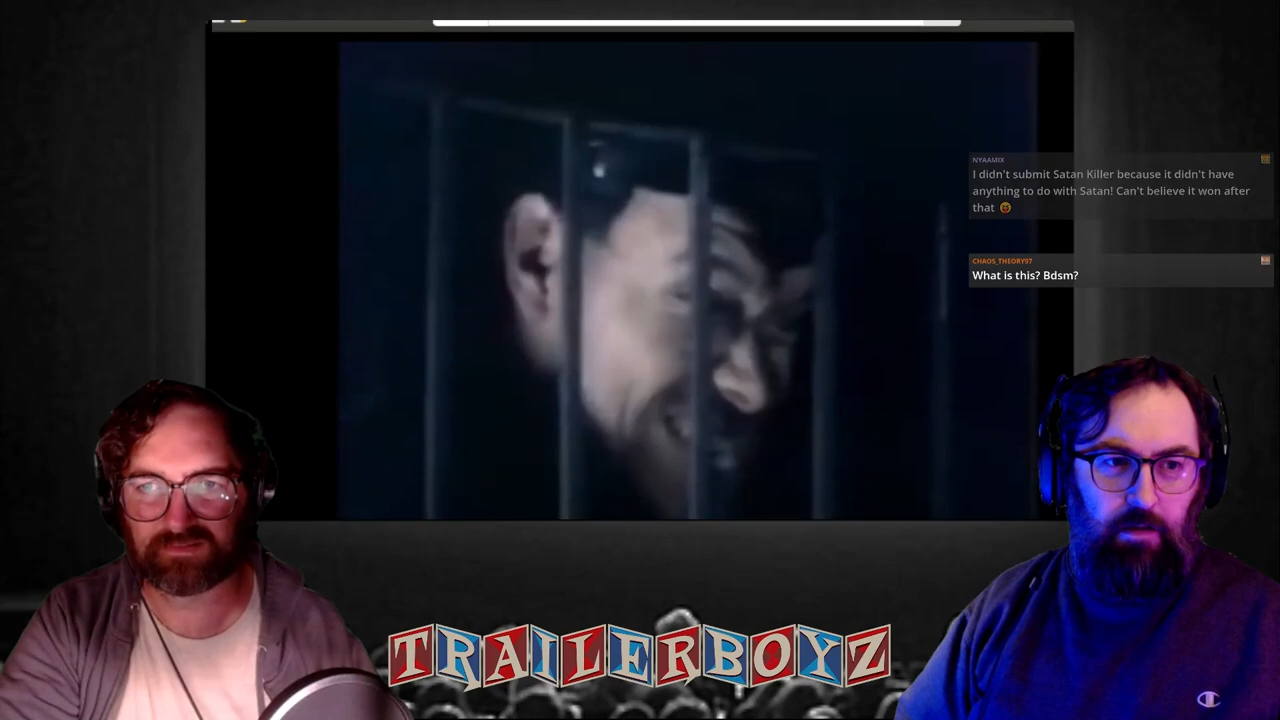 NYAAMIX
I didn't submit Satan Killer because it didn't have
anything to do with Satan! Can't believe it won after
that
CHAOS_THEORY97
What is this? Bdsm?
TRAILERBOYZ